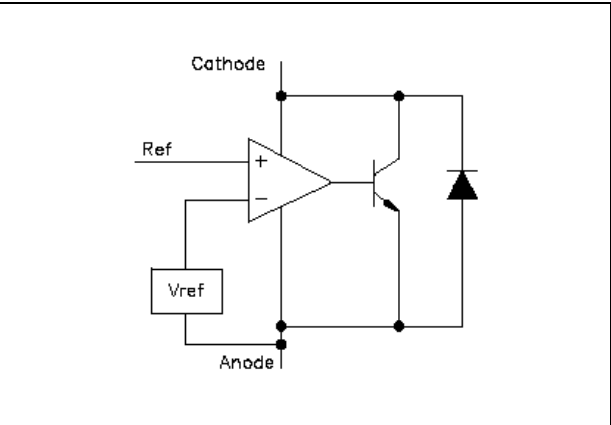 Cathode
Ref
+
−
Vref
Anode